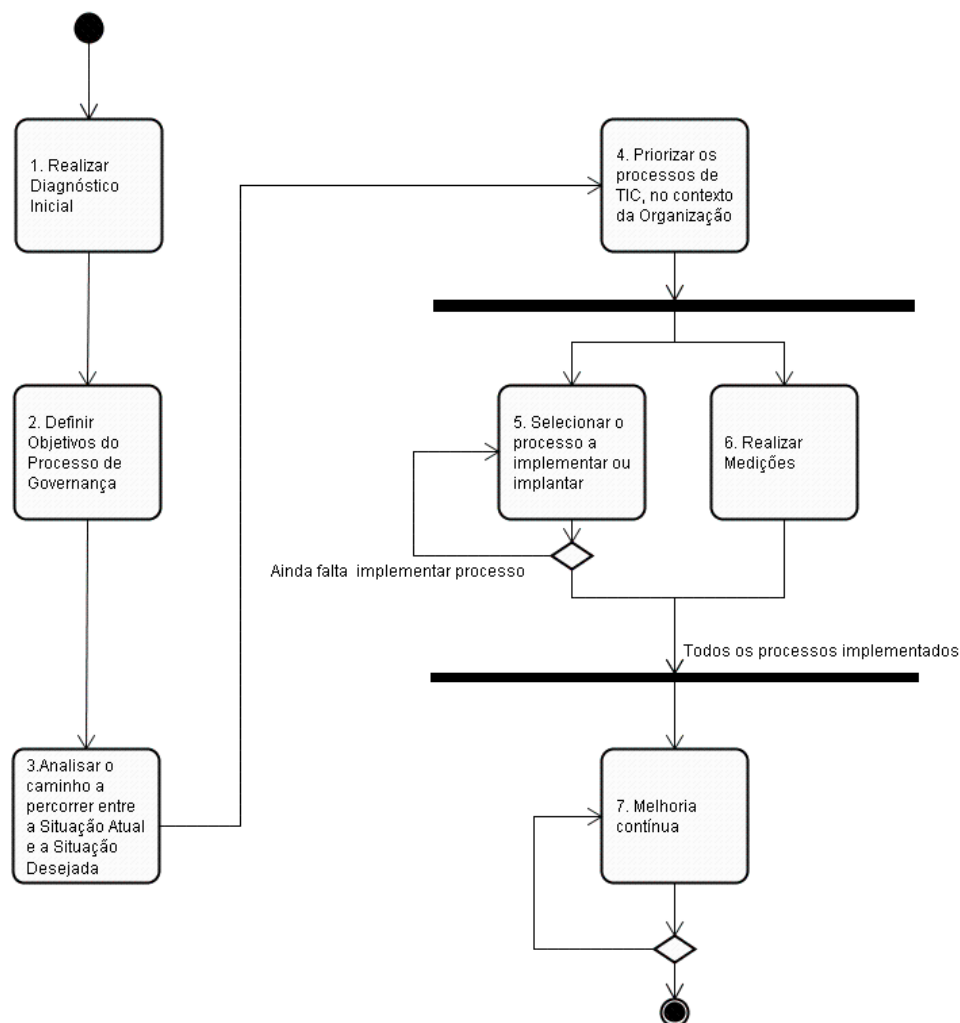 1. Realizar
Diagnóstico
Inicial
2. Definir
Objetivos do
Processo de
Governança
3.Analisar o
caminho a
percorrer entre
a Situação Atual
e a Situação
Desejada
4. Priorizar os
processos de
TIC, no contexto
da Organização
5. Selecionar o
processo a
implementar ou
implantar
6. Realizar
Medições
Ainda falta implementar processo
Todos os processos implementados
7. Melhoria
contínua